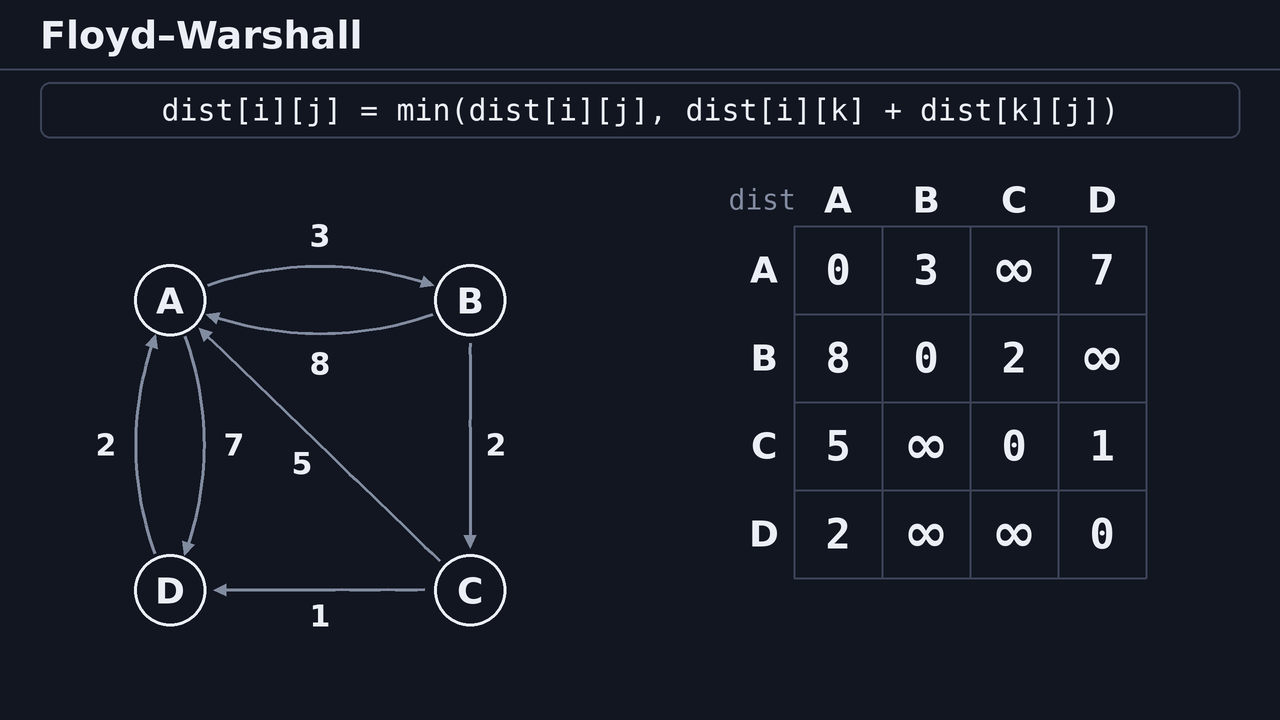 Floyd–Warshall
dist[i][j] = min(dist[i][j], dist[i][k] + dist[k][j])
3
A
B
8
2
7
5
2
D
C
1
dist A B C D
A 0 3 ∞ 7
B 8 0 2 ∞
C 5 ∞ 0 1
D 2 ∞ ∞ 0